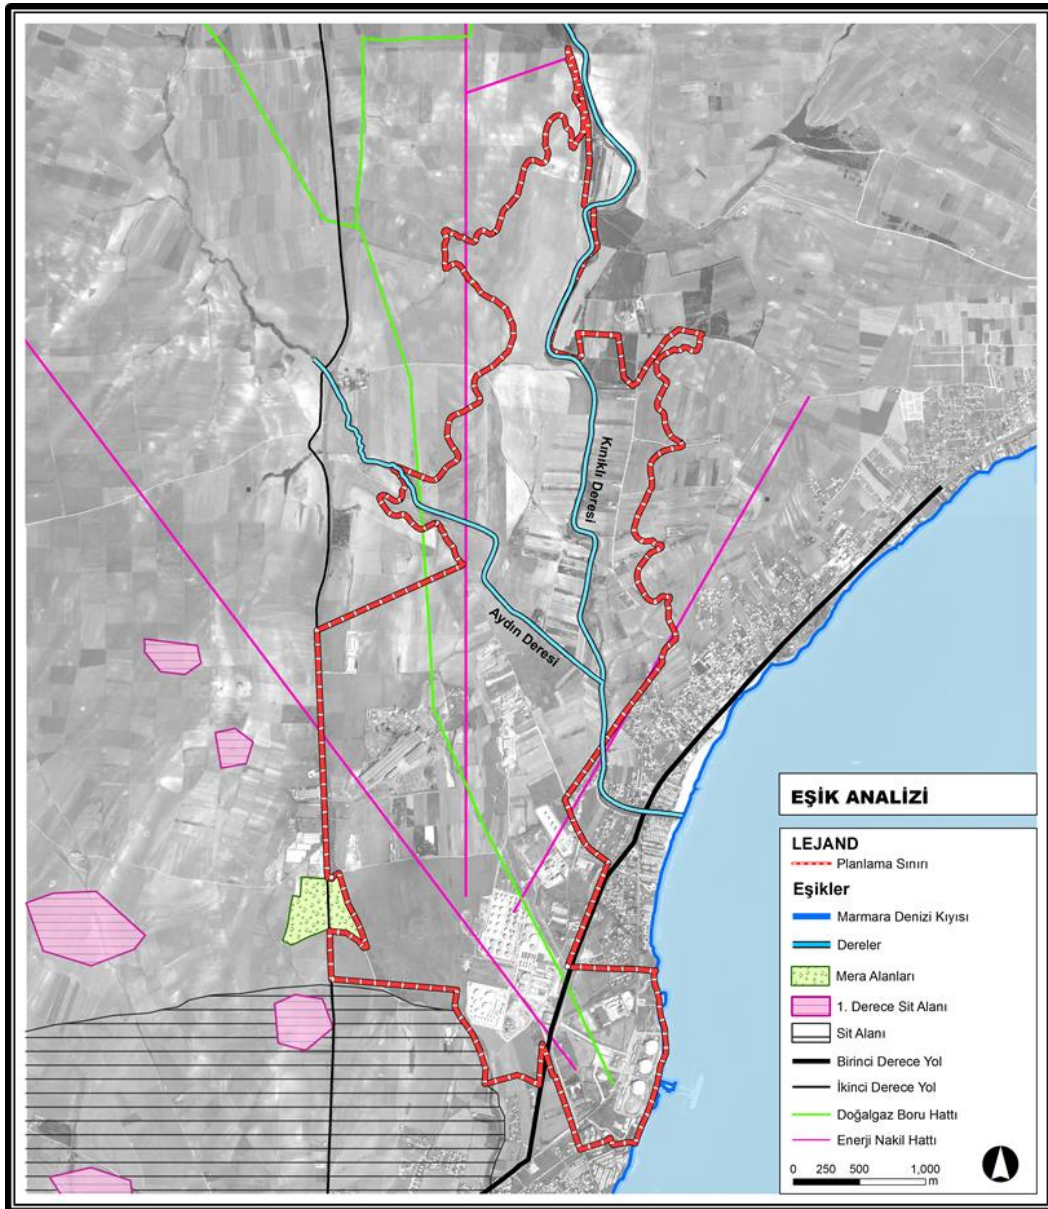 Kınıklı Deresi
Aydın Deresi
EŞİK ANALİZİ
LEJAND
Planlama Sınırı
Eşikler
Marmara Denizi Kıyısı
Dereler
Mera Alanları
1. Derece Sit Alanı
Sit Alanı
Birinci Derece Yol
İkinci Derece Yol
Doğalgaz Boru Hattı
Enerji Nakil Hattı
0 250 500 1,000
m